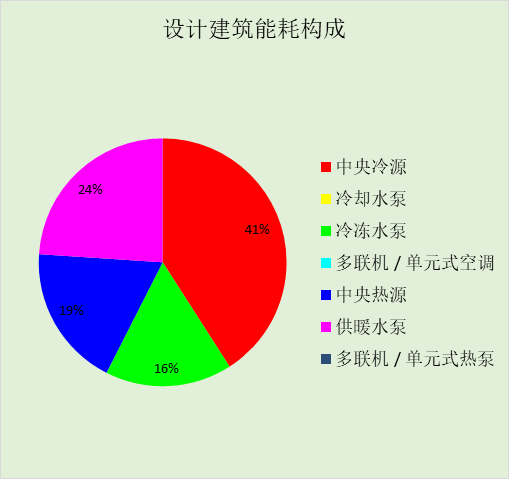 设计建筑能耗构成
24%
41%
19%
16%
中央冷源
冷却水泵
冷冻水泵
多联机 / 单元式空调
中央热源
供暖水泵
多联机 / 单元式热泵